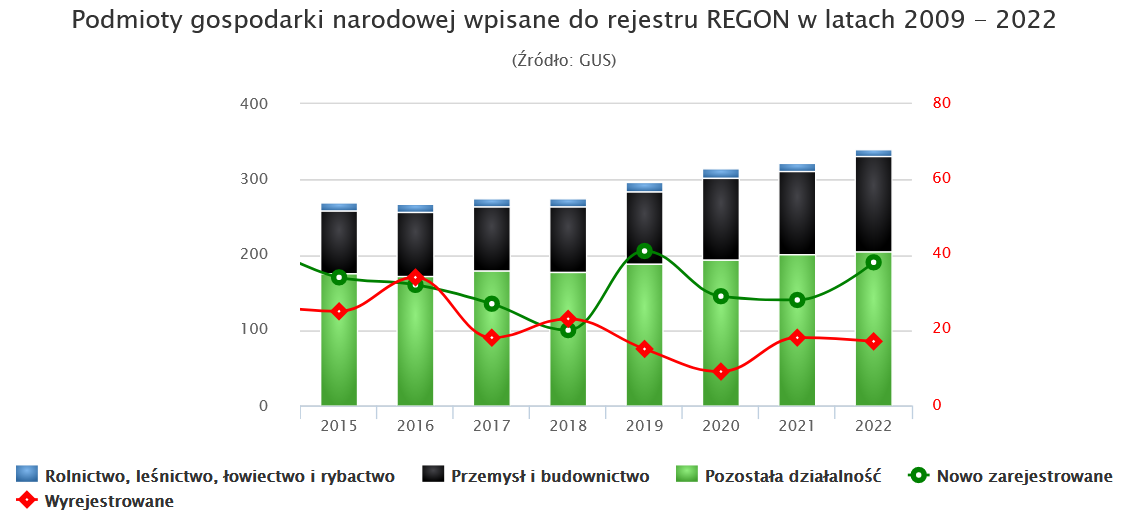 Podmioty gospodarki narodowej wpisane do rejestru REGON w latach 2009 – 2022
(Źródło: GUS)
400 80
300 60
200 40
100 20
0 0
2015 2016 2017 2018 2019 2020 2021 2022
Rolnictwo, leśnictwo, łowiectwo i rybactwo Przemysł i budownictwo Pozostała działalność Nowo zarejestrowane
Wyrejestrowane